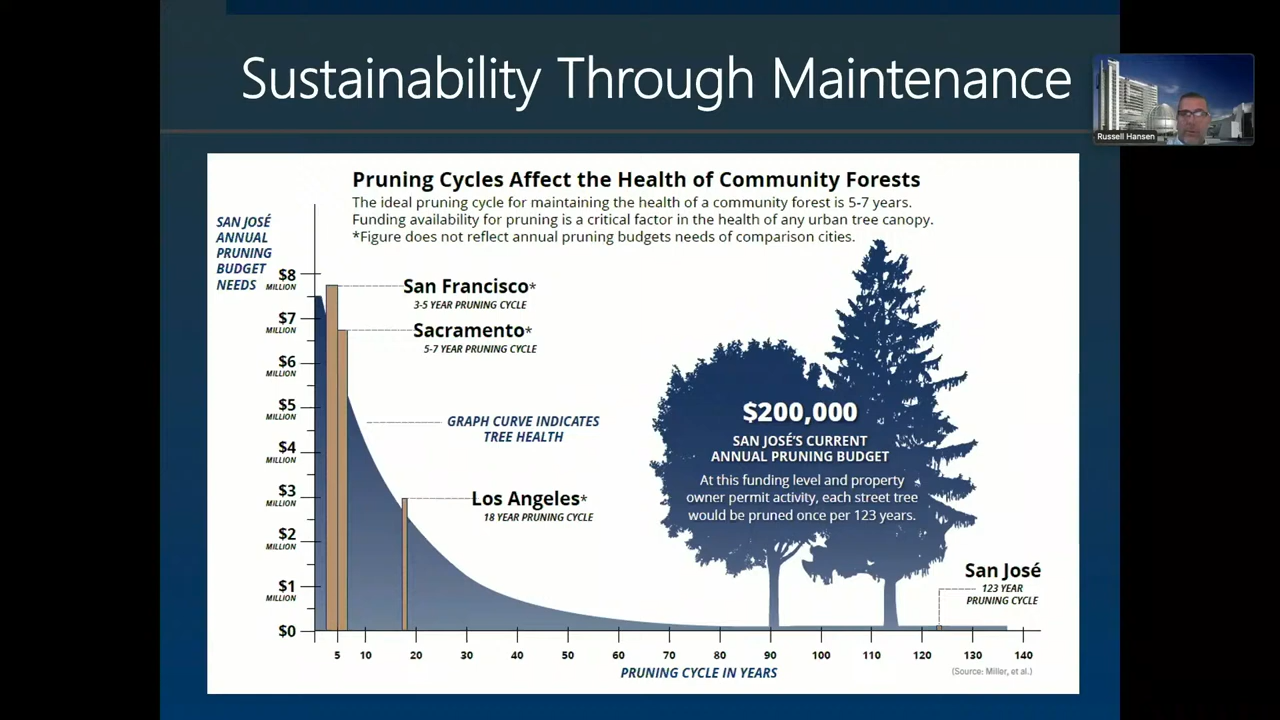 Sustainability Through Maintenance
Russell Hansen
Pruning Cycles Affect the Health of Community Forests
The ideal pruning cycle for maintaining the health of a community forest is 5-7 years.
Funding availability for pruning is a critical factor in the health of any urban tree canopy.
*Figure does not reflect annual pruning budgets needs of comparison cities.
SAN JOSÉ
ANNUAL
PRUNING
BUDGET
NEEDS
$8
MILLION
$7
MILLION
$6
MILLION
$5
MILLION
$4
MILLION
$3
MILLION
$2
MILLION
$1
MILLION
$0
San Francisco*
3-5 YEAR PRUNING CYCLE
Sacramento*
5-7 YEAR PRUNING CYCLE
GRAPH CURVE INDICATES
TREE HEALTH
Los Angeles*
18 YEAR PRUNING CYCLE
$200,000
SAN JOSÉ'S CURRENT
ANNUAL PRUNING BUDGET
At this funding level and property
owner permit activity, each street tree
would be pruned once per 123 years.
San José
123 YEAR
PRUNING CYCLE
5 10 20 30 40 50 60 70 80 90 100 110 120 130 140
PRUNING CYCLE IN YEARS
(Source: Miller, et al.)